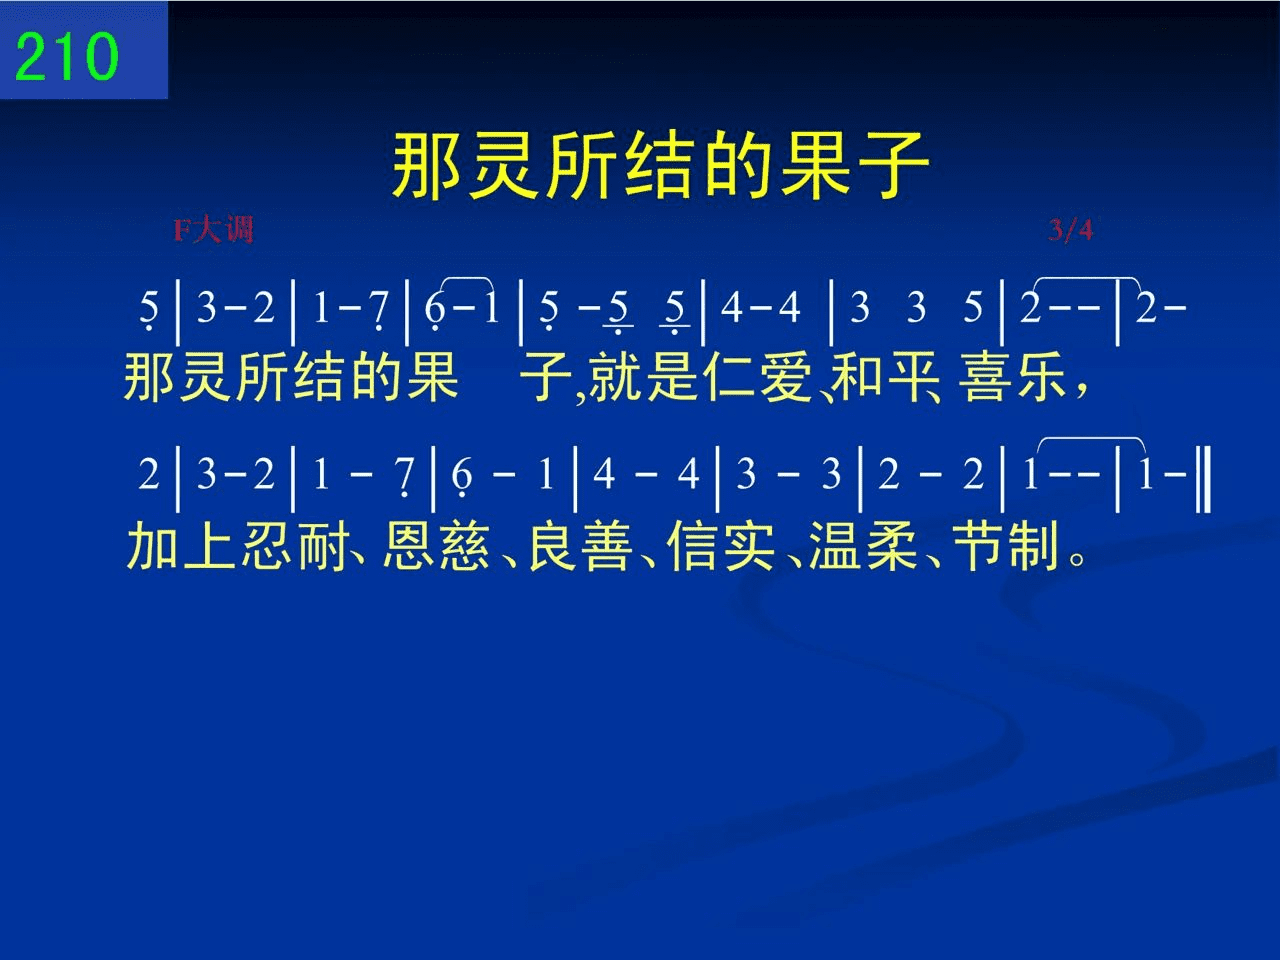 210
那灵所结的果子
F大调 3/4
5̣|3-2|1-7̣|6̣-1|5̣ -5̣ 5̣|4-4|3 3 5|2--|2-
那灵所结的果 子,就是仁爱、和平、喜乐，
2|3-2|1 - 7̣|6̣ - 1|4 - 4|3 - 3|2 - 2|1--|1-‖
加上忍耐、恩慈、良善、信实、温柔、节制。